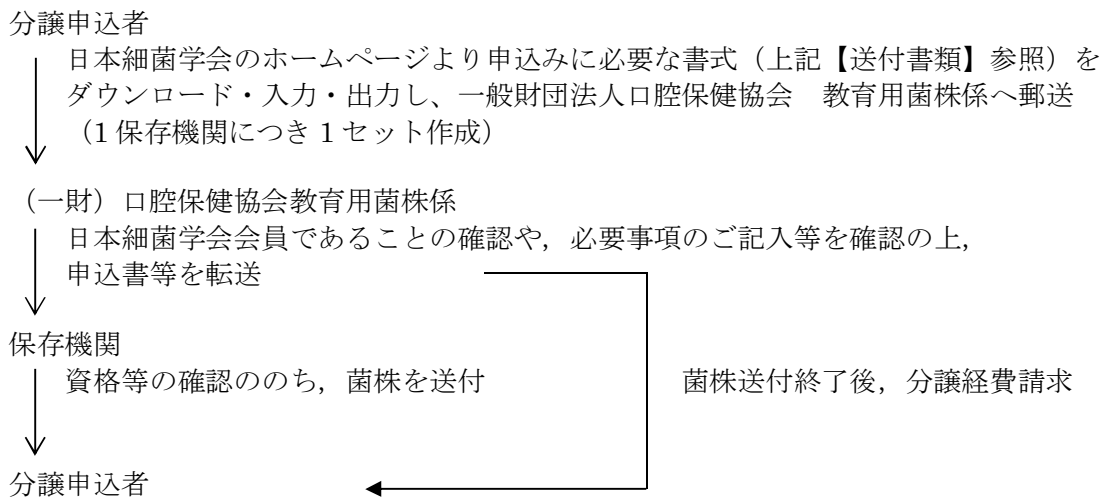 分譲申込者
日本細菌学会のホームページより申込みに必要な書式（上記【送付書類】参照）を
ダウンロード・入力・出力し、一般財団法人口腔保健協会　教育用菌株係へ郵送
（1 保存機関につき 1 セット作成）
（一財）口腔保健協会教育用菌株係
日本細菌学会会員であることの確認や，必要事項のご記入等を確認の上，
申込書等を転送
保存機関
資格等の確認ののち，菌株を送付
菌株送付終了後，分譲経費請求
分譲申込者